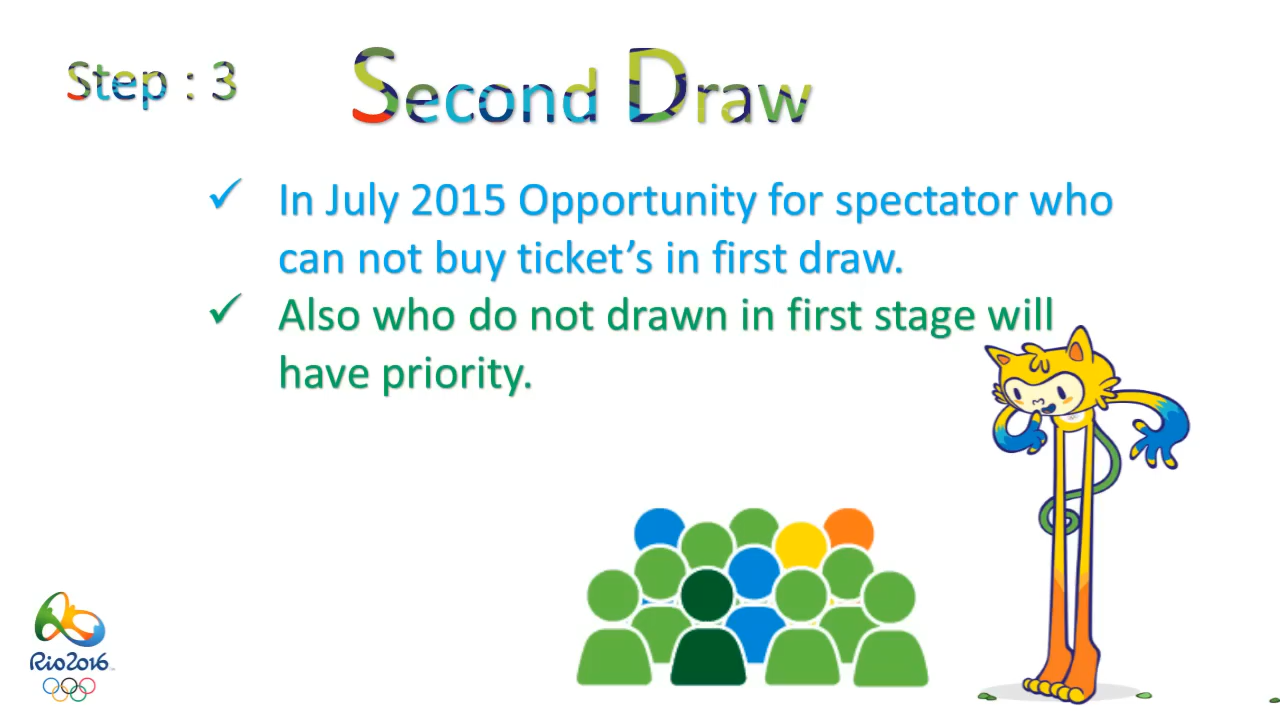 Step : 3
Second Draw
✓ In July 2015 Opportunity for spectator who
can not buy ticket’s in first draw.
✓ Also who do not drawn in first stage will
have priority.
Rio2016